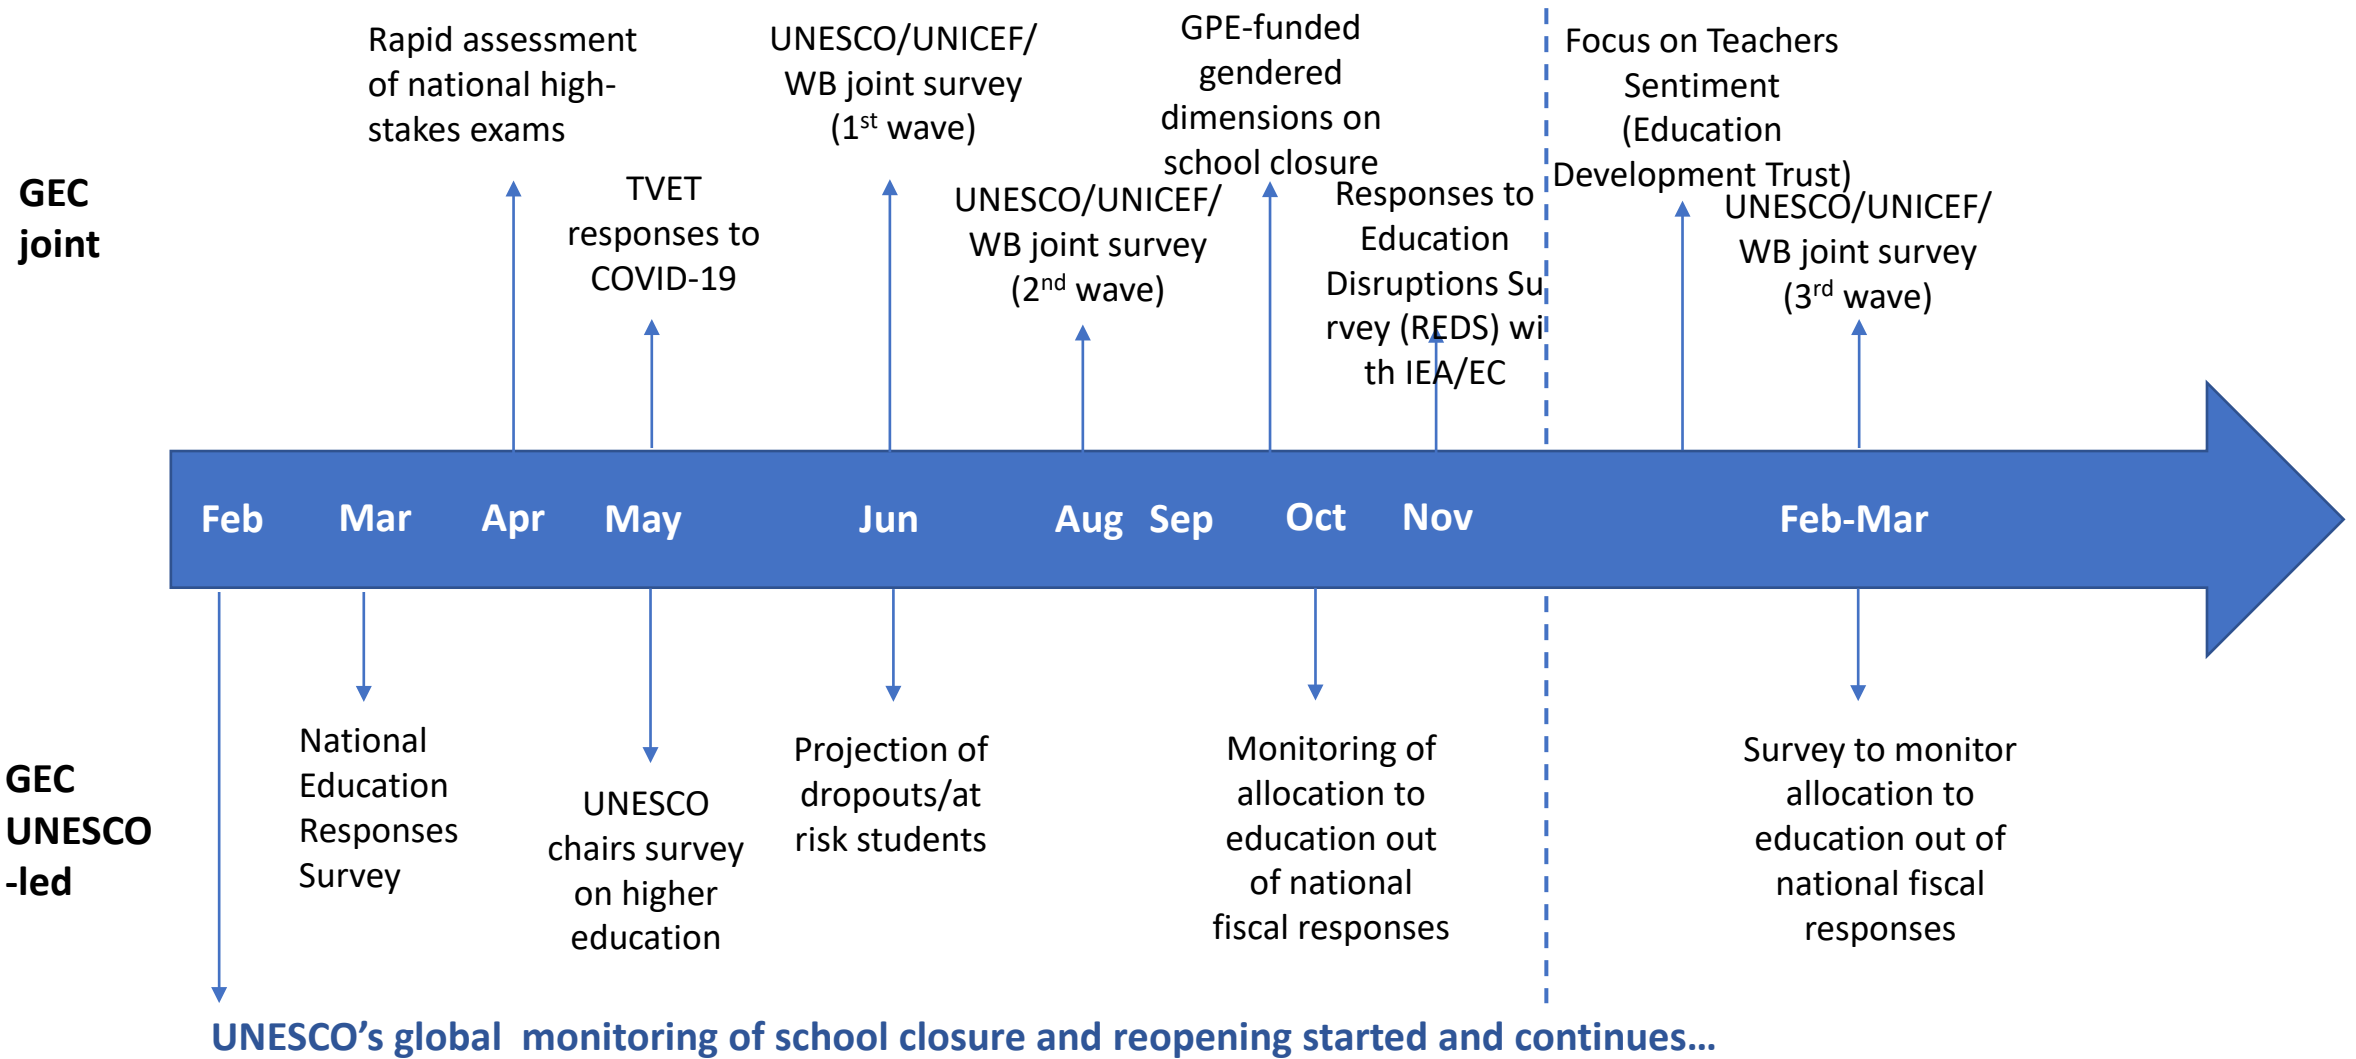 Rapid assessment
of national high-
stakes exams
UNESCO/UNICEF/
WB joint survey
(1st wave)
GPE-funded
gendered
dimensions on
school closure
Focus on Teachers
Sentiment
(Education
Development Trust)
GEC
joint
TVET
responses to
COVID-19
UNESCO/UNICEF/
WB joint survey
(2nd wave)
Responses to
Education
Disruptions Su
rvey (REDS) wi
th IEA/EC
UNESCO/UNICEF/
WB joint survey
(3rd wave)
Feb Mar Apr May Jun Aug Sep Oct Nov Feb-Mar
GEC
UNESCO
-led
National
Education
Responses
Survey
UNESCO
chairs survey
on higher
education
Projection of
dropouts/at
risk students
Monitoring of
allocation to
education out
of national
fiscal responses
Survey to monitor
allocation to
education out of
national fiscal
responses
UNESCO’s global  monitoring of school closure and reopening started and continues…